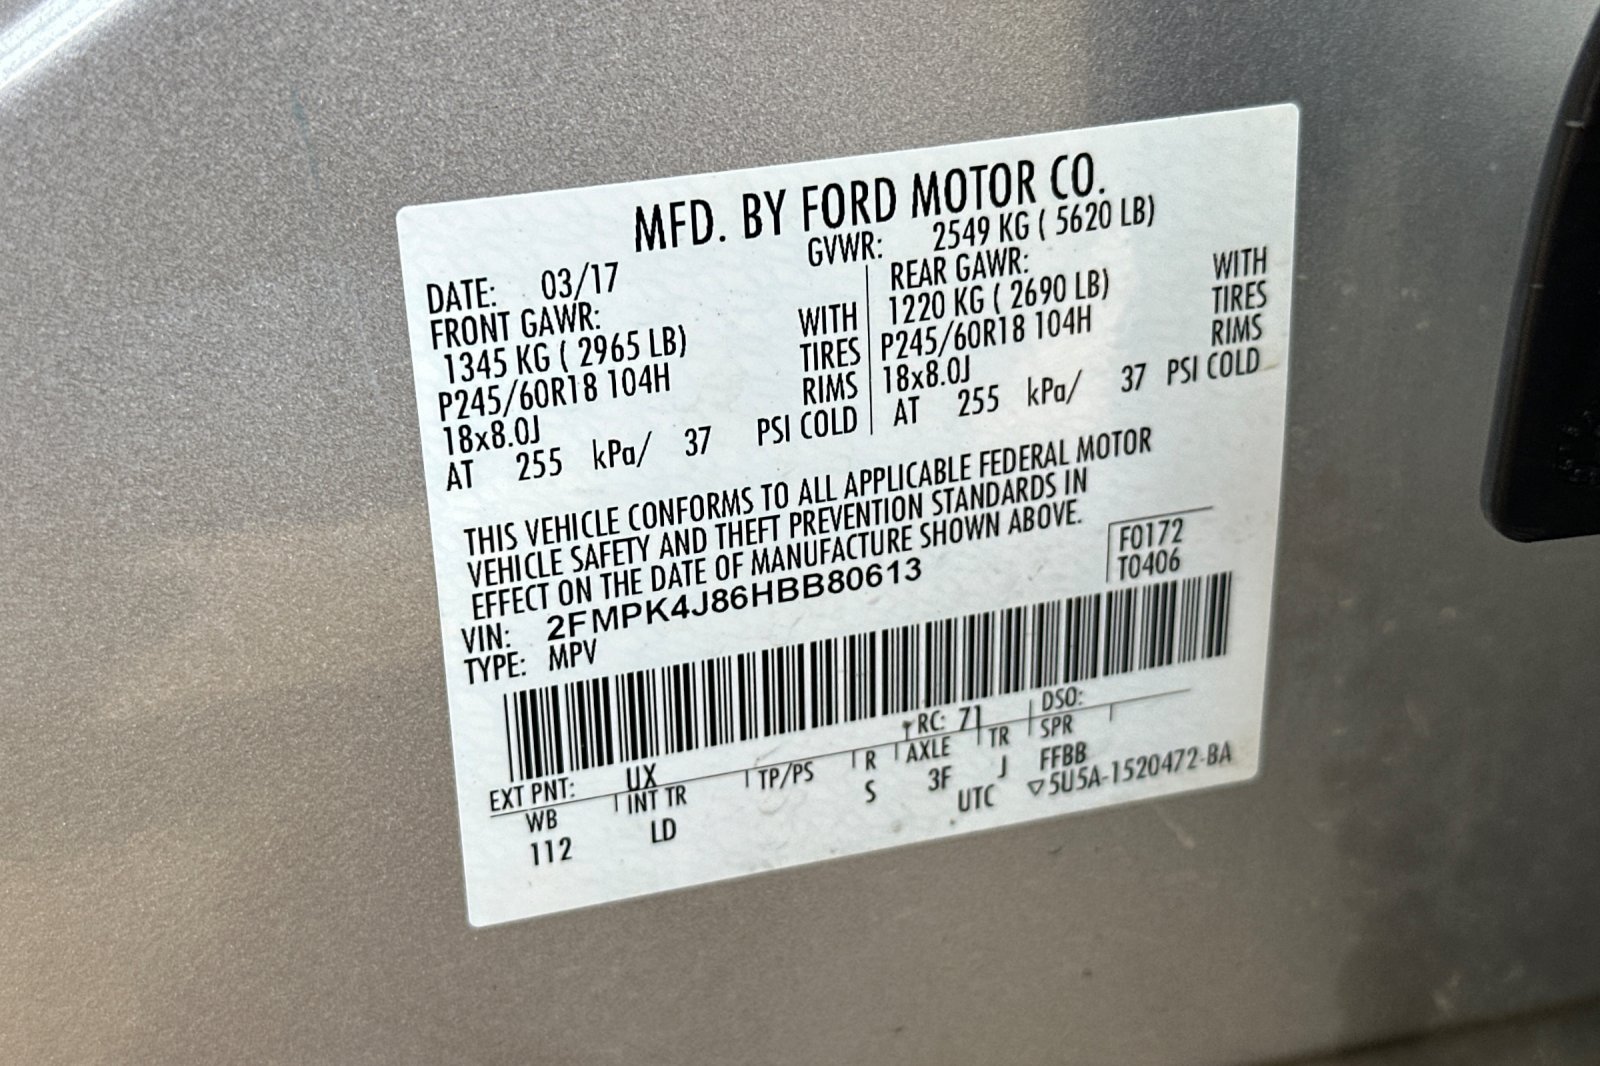 MFD. BY FORD MOTOR CO.
DATE: 03/17 GVWR: 2549 KG ( 5620 LB)
FRONT GAWR: REAR GAWR:
1345 KG ( 2965 LB) WITH 1220 KG ( 2690 LB) WITH
P245/60R18 104H TIRES P245/60R18 104H TIRES
18x8.0J RIMS 18x8.0J RIMS
AT 255 kPa/ 37 PSI COLD AT 255 kPa/ 37 PSI COLD
THIS VEHICLE CONFORMS TO ALL APPLICABLE FEDERAL MOTOR
VEHICLE SAFETY AND THEFT PREVENTION STANDARDS IN
EFFECT ON THE DATE OF MANUFACTURE SHOWN ABOVE.
VIN: 2FMPK4J86HBB80613 F0172
TYPE: MPV T0406
EXT PNT: UX RC: 71 DSO:
WB INT TR TP/PS R AXLE TR SPR
112 LD S 3F J FFBB
UTC ▽5U5A-1520472-BA